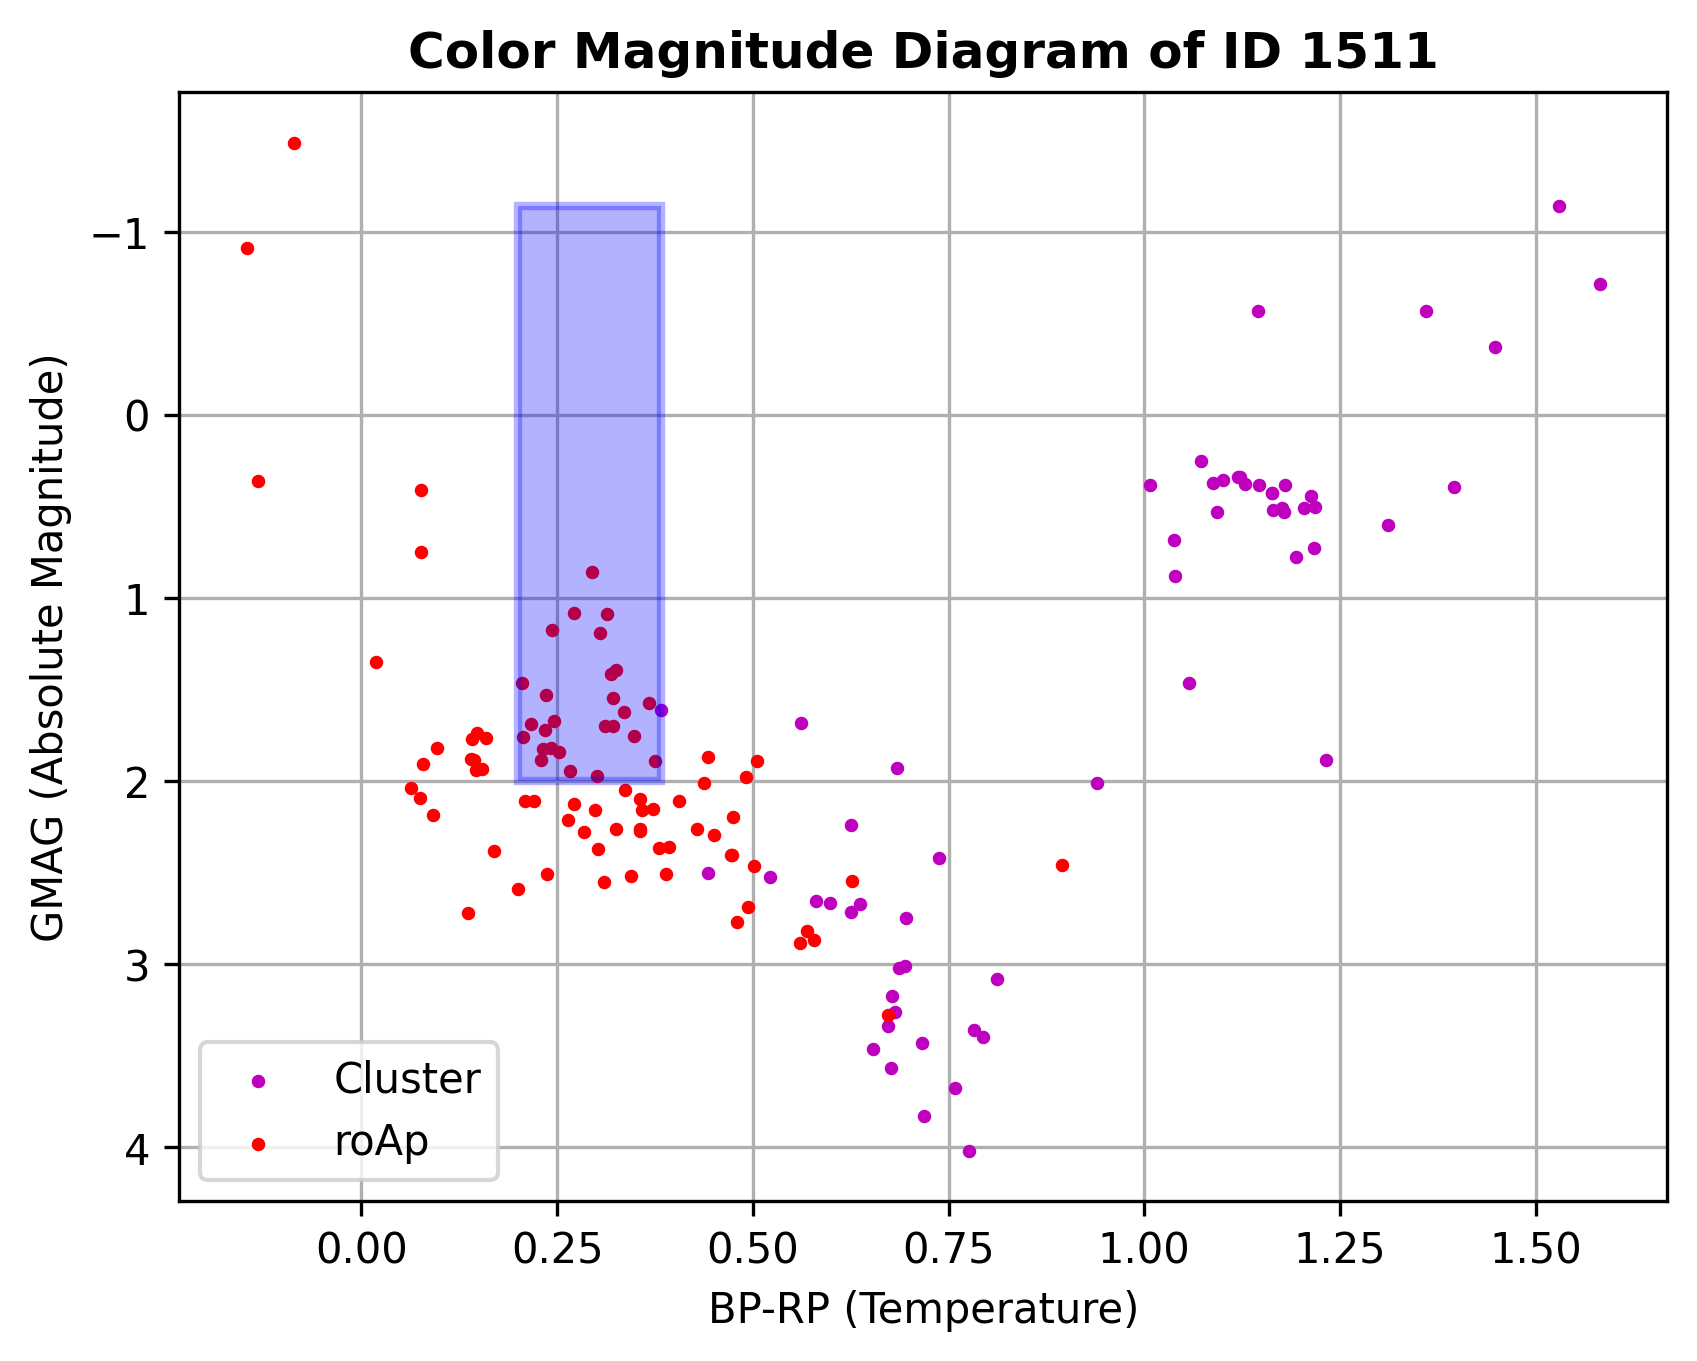 Color Magnitude Diagram of ID 1511
GMAG (Absolute Magnitude)
−1
0
1
2
3
4
Cluster
roAp
0.00 0.25 0.50 0.75 1.00 1.25 1.50
BP-RP (Temperature)